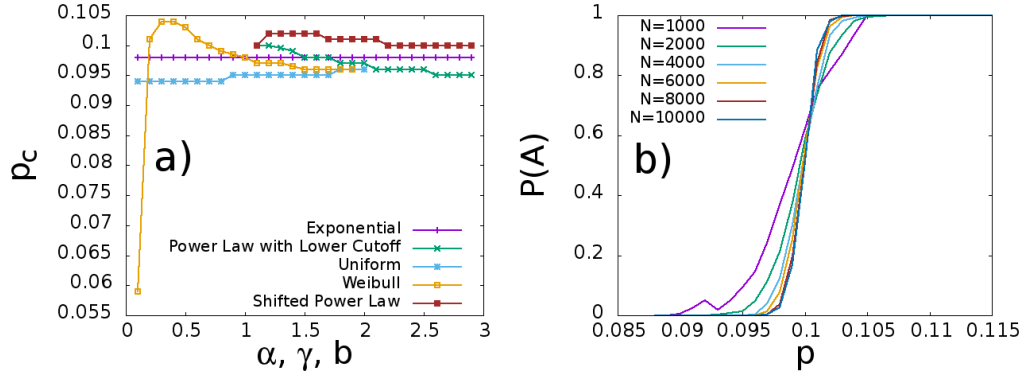 0.105
0.1
0.095
0.09
0.085
0.08
0.075
0.07
0.065
0.06
0.055
p_c
a)
Exponential
Power Law with Lower Cutoff
Uniform
Weibull
Shifted Power Law
0 0.5 1 1.5 2 2.5 3
α, γ, b
1
0.8
0.6
0.4
0.2
0
P(A)
N=1000
N=2000
N=4000
N=6000
N=8000
N=10000
b)
0.085 0.09 0.095 0.1 0.105 0.11 0.115
p